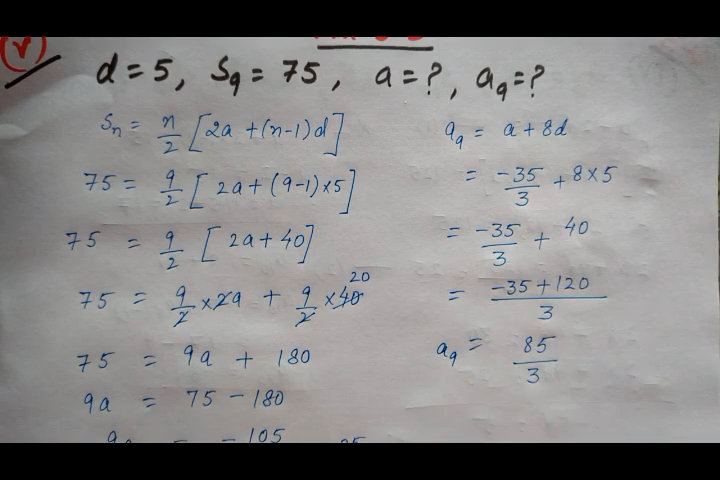 (v) d = 5, S₉ = 75, a = ?, a₉ = ?
Sₙ = n/2 [2a + (n-1)d]
75 = 9/2 [2a + (9-1)×5]
75 = 9/2 [2a + 40]
75 = 9/2 × 2a + 9/2 × 40 20
75 = 9a + 180
9a = 75 - 180
- 105
a₉ = a + 8d
= -35/3 + 8×5
= -35/3 + 40
= -35+120/3
a₉ = 85/3